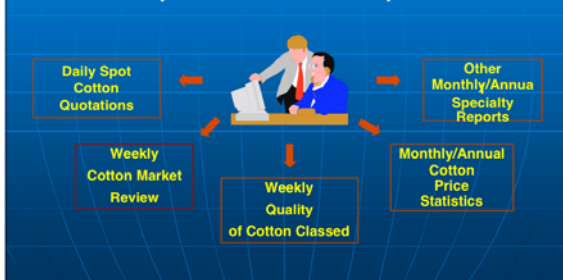 Daily Spot
Cotton
Quotations
Other
Monthly/Annua
Specialty
Reports
Weekly
Cotton Market
Review
Weekly
Quality
of Cotton Classed
Monthly/Annual
Cotton
Price
Statistics